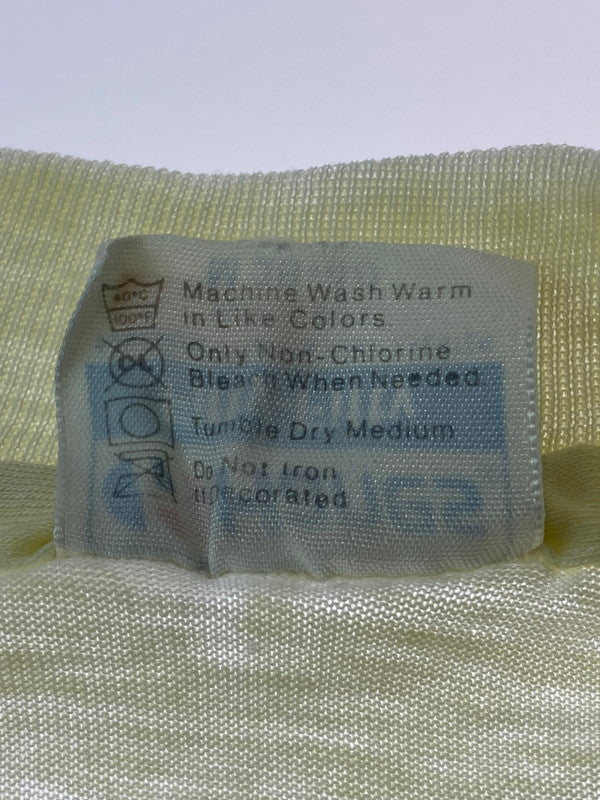 40°C
100°F
Machine Wash Warm
in Like Colors
Only Non-Chlorine
Bleach When Needed
Tumble Dry Medium
Do Not Iron
If Decorated